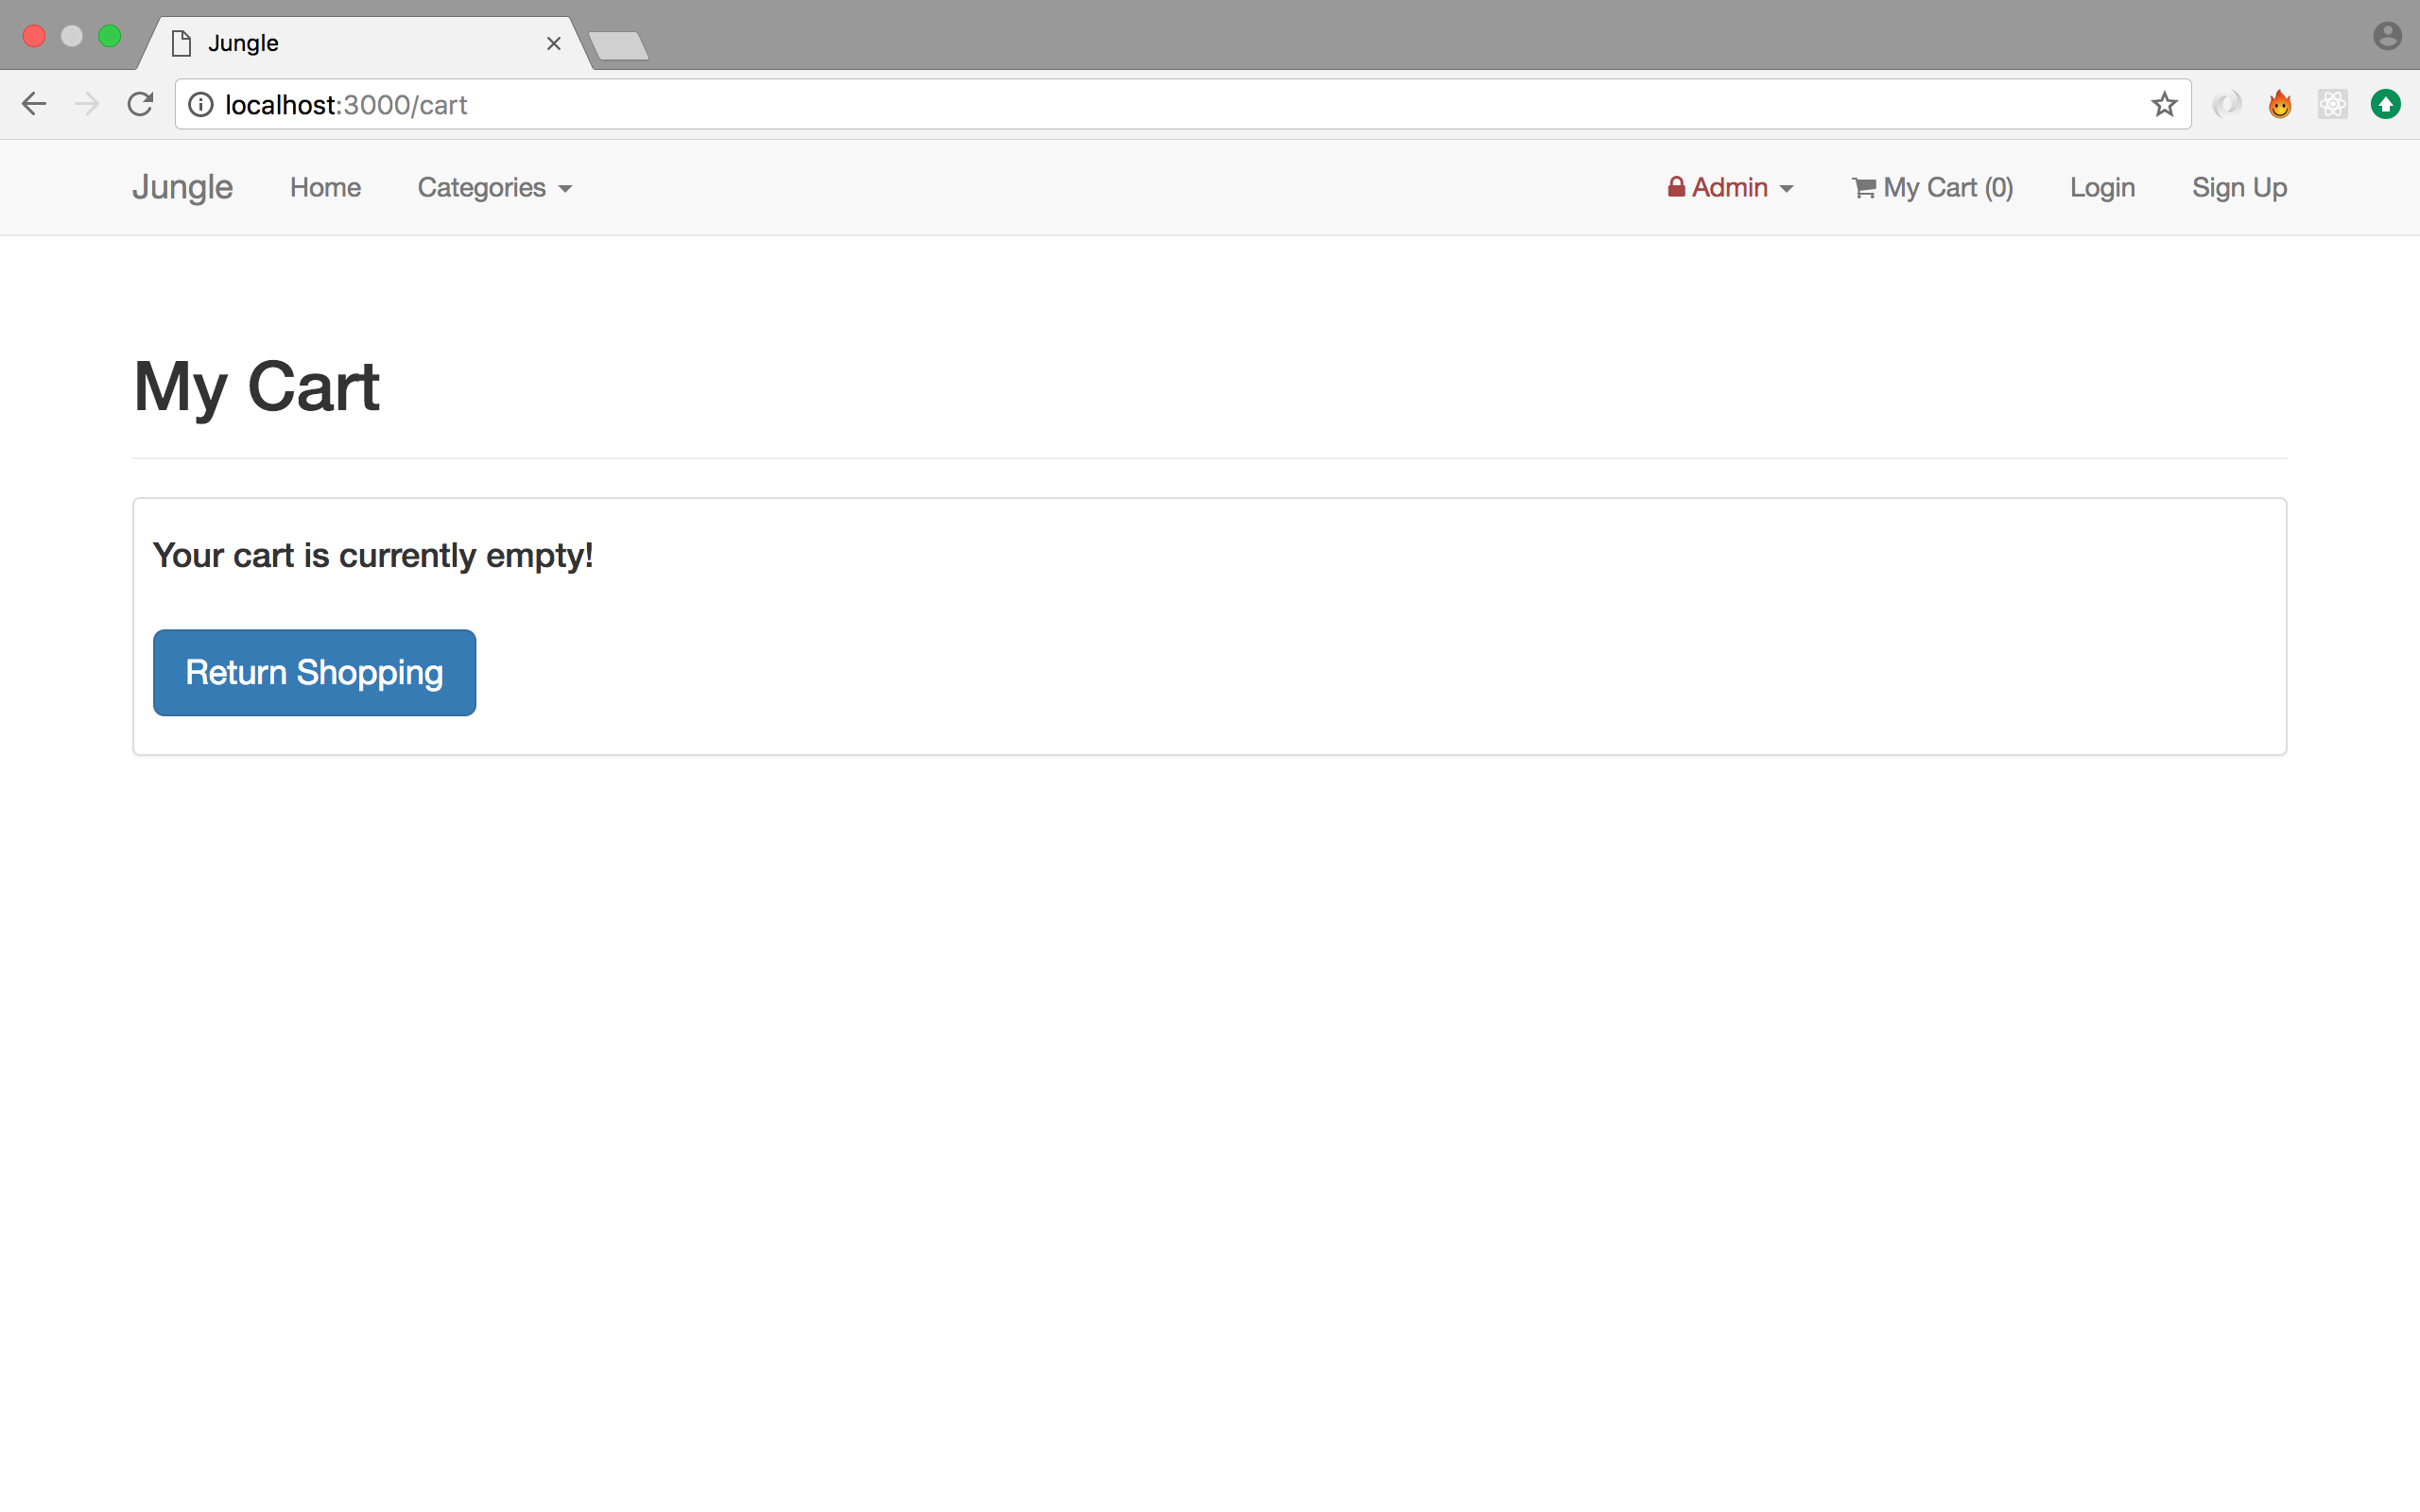 Jungle
localhost:3000/cart
Jungle Home Categories Admin My Cart (0) Login Sign Up
My Cart
Your cart is currently empty!
Return Shopping